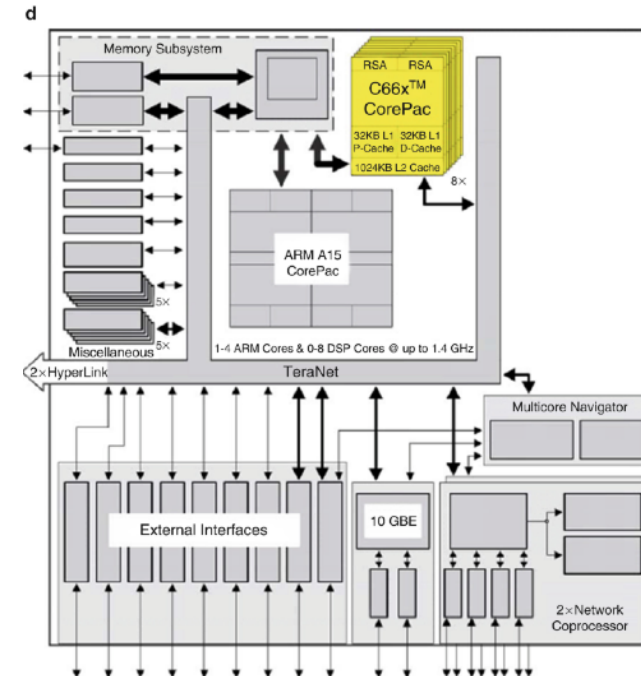 d
Memory Subsystem
RSA RSA
C66x™
CorePac
32KB L1 32KB L1
P-Cache D-Cache
1024KB L2 Cache
8×
ARM A15
CorePac
5×
5×
Miscellaneous
1-4 ARM Cores & 0-8 DSP Cores @ up to 1.4 GHz
2×HyperLink
TeraNet
Multicore Navigator
External Interfaces
10 GBE
2×Network
Coprocessor